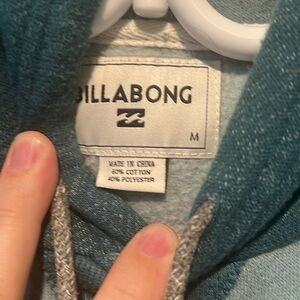 BILLABONG
M
MADE IN CHINA
60% COTTON
40% POLYESTER